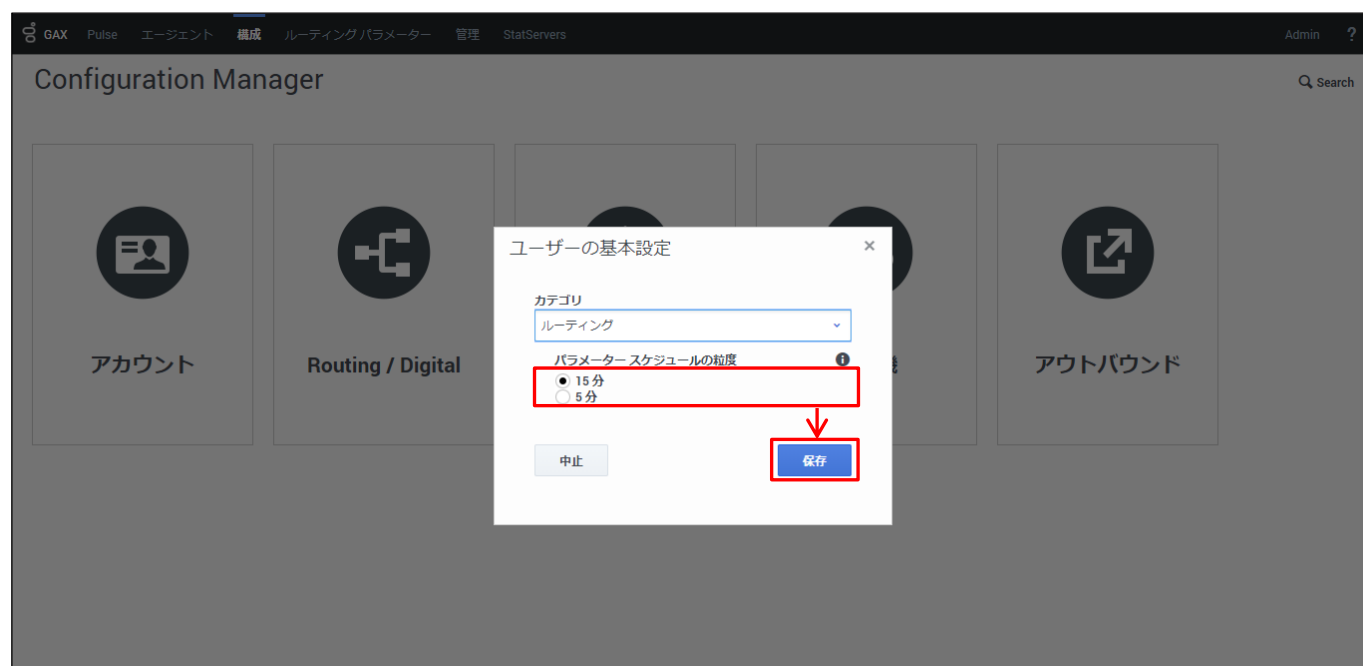 GAX Pulse エージェント 構成 ルーティング パラメーター 管理 StatServers Admin ?
Configuration Manager
Search
ユーザーの基本設定 ×
カテゴリ
ルーティング
パラメーター スケジュールの粒度
15 分
5 分
中止 保存
アカウント
Routing / Digital
アウトバウンド